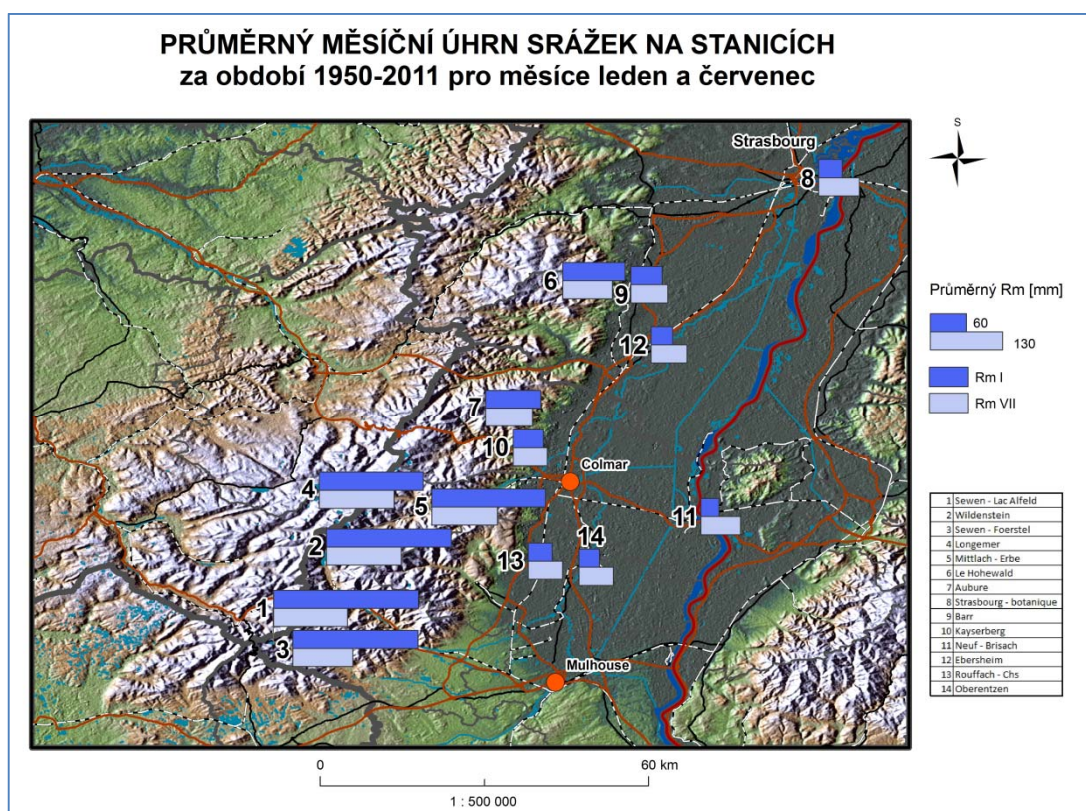 PRŮMĚRNÝ MĚSÍČNÍ ÚHRN SRÁŽEK NA STANICÍCH
za období 1950-2011 pro měsíce leden a červenec
S
Strasbourg
8
6
9
12
7
10
Colmar
4
5
11
2
13
14
1
3
Mulhouse
Průměrný Rm [mm]
60
130
Rm I
Rm VII
1 Sewen - Lac Alfeld
2 Wildenstein
3 Sewen - Foerstel
4 Longemer
5 Mittlach - Erbe
6 Le Hohewald
7 Aubure
8 Strasbourg - botanique
9 Barr
10 Kayserberg
11 Neuf - Brisach
12 Ebersheim
13 Rouffach - Chs
14 Oberentzen
0 60 km
1 : 500 000